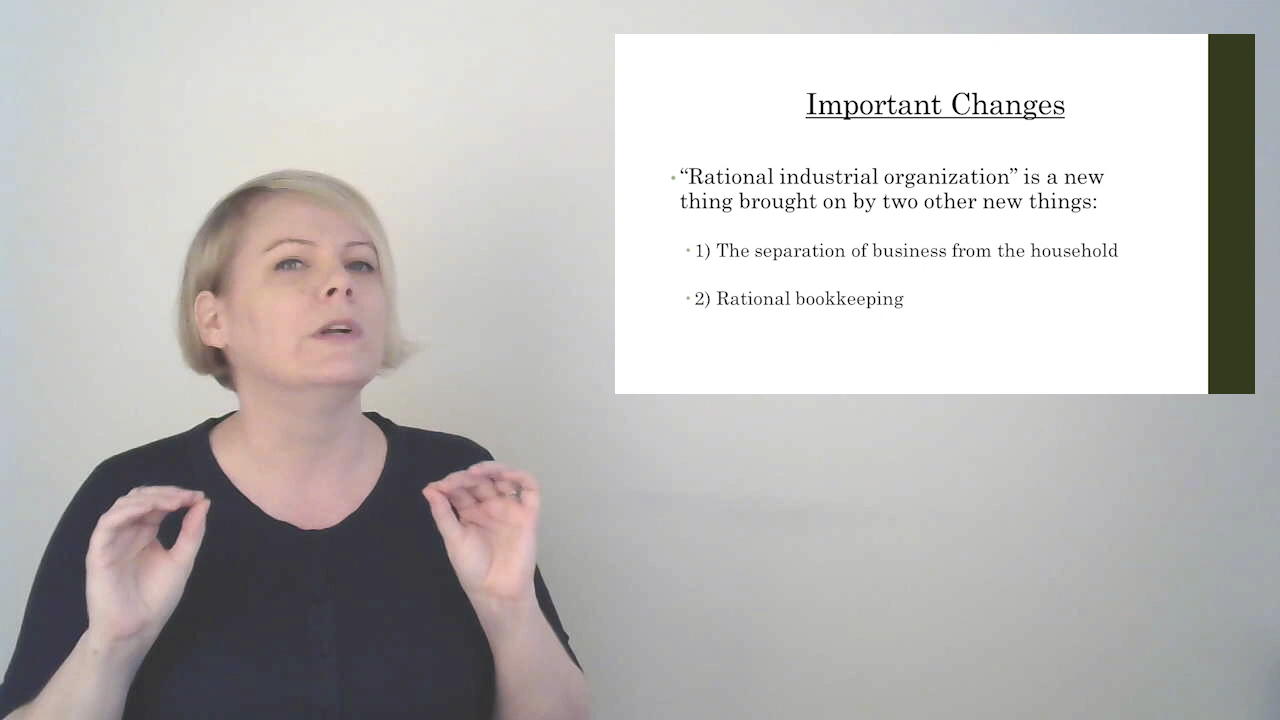 Important Changes
• “Rational industrial organization” is a new
thing brought on by two other new things:
• 1) The separation of business from the household
• 2) Rational bookkeeping